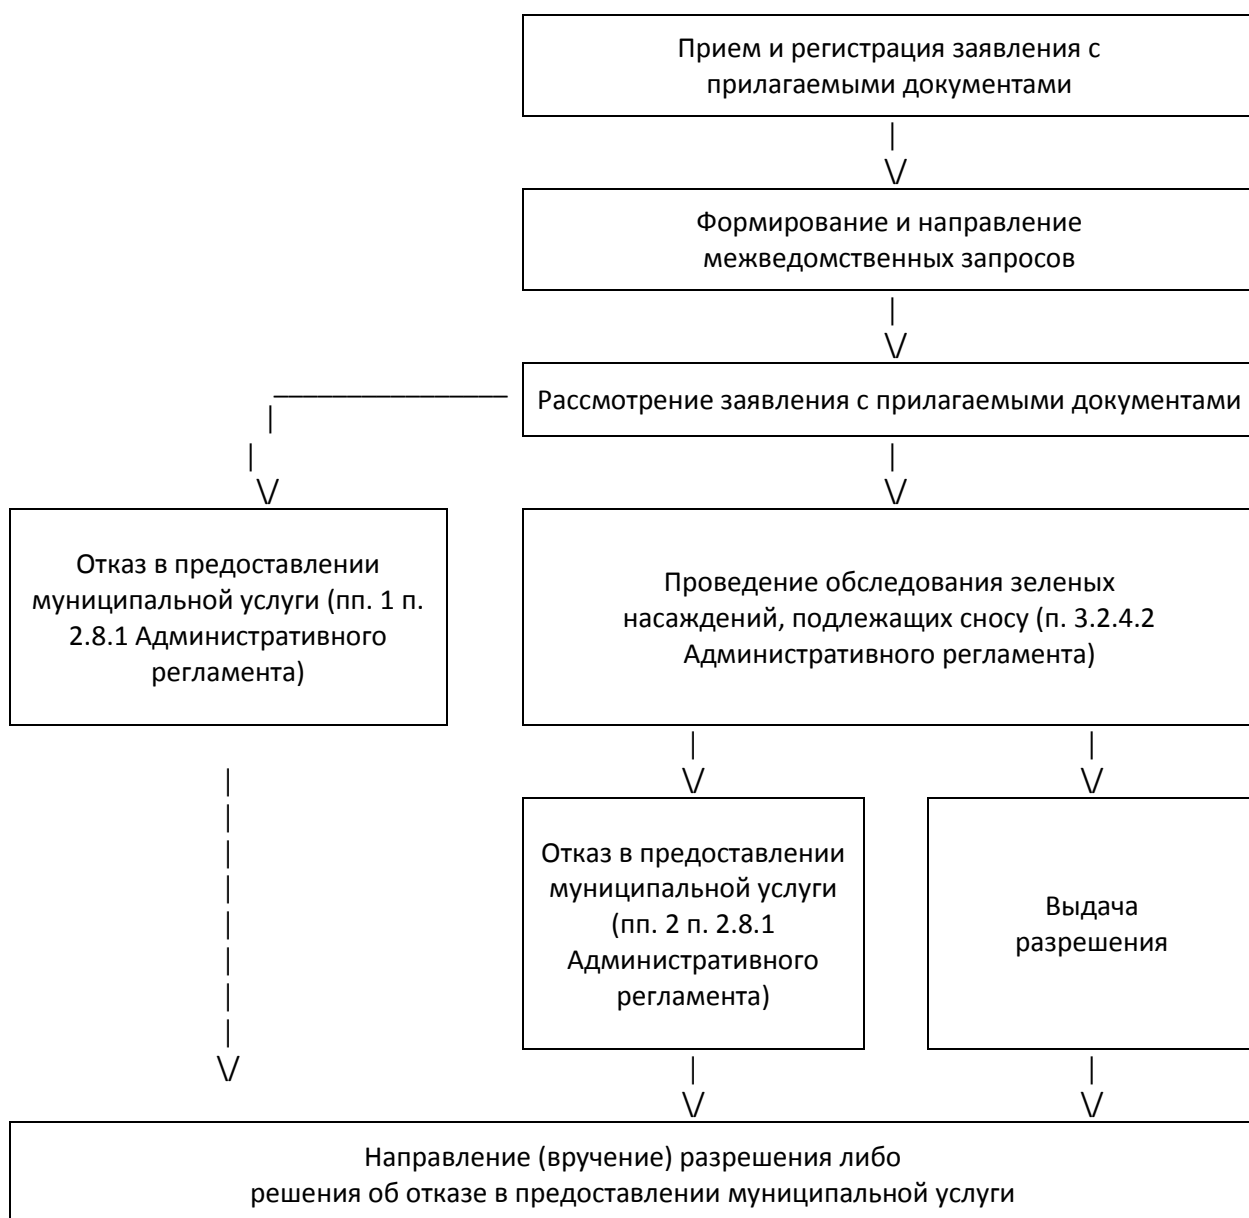 Прием и регистрация заявления с
прилагаемыми документами
Формирование и направление
межведомственных запросов
Рассмотрение заявления с прилагаемыми документами
Отказ в предоставлении
муниципальной услуги (пп. 1 п.
2.8.1 Административного
регламента)
Проведение обследования зеленых
насаждений, подлежащих сносу (п. 3.2.4.2
Административного регламента)
Отказ в предоставлении
муниципальной услуги
(пп. 2 п. 2.8.1
Административного
регламента)
Выдача
разрешения
Направление (вручение) разрешения либо
решения об отказе в предоставлении муниципальной услуги